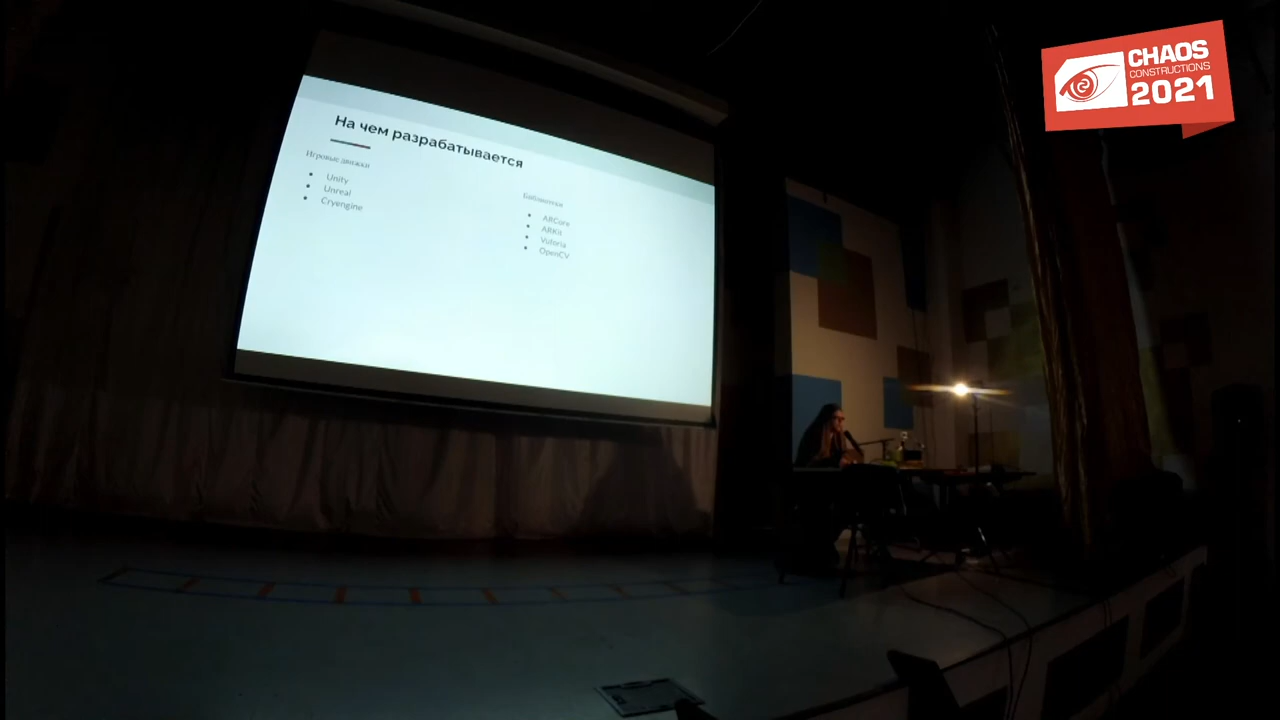 На чем разрабатывается
Игровые движки
Unity
Unreal
Cryengine
Библиотеки
ARCore
ARKit
Vuforia
OpenCV
CHAOS
CONSTRUCTIONS
2021